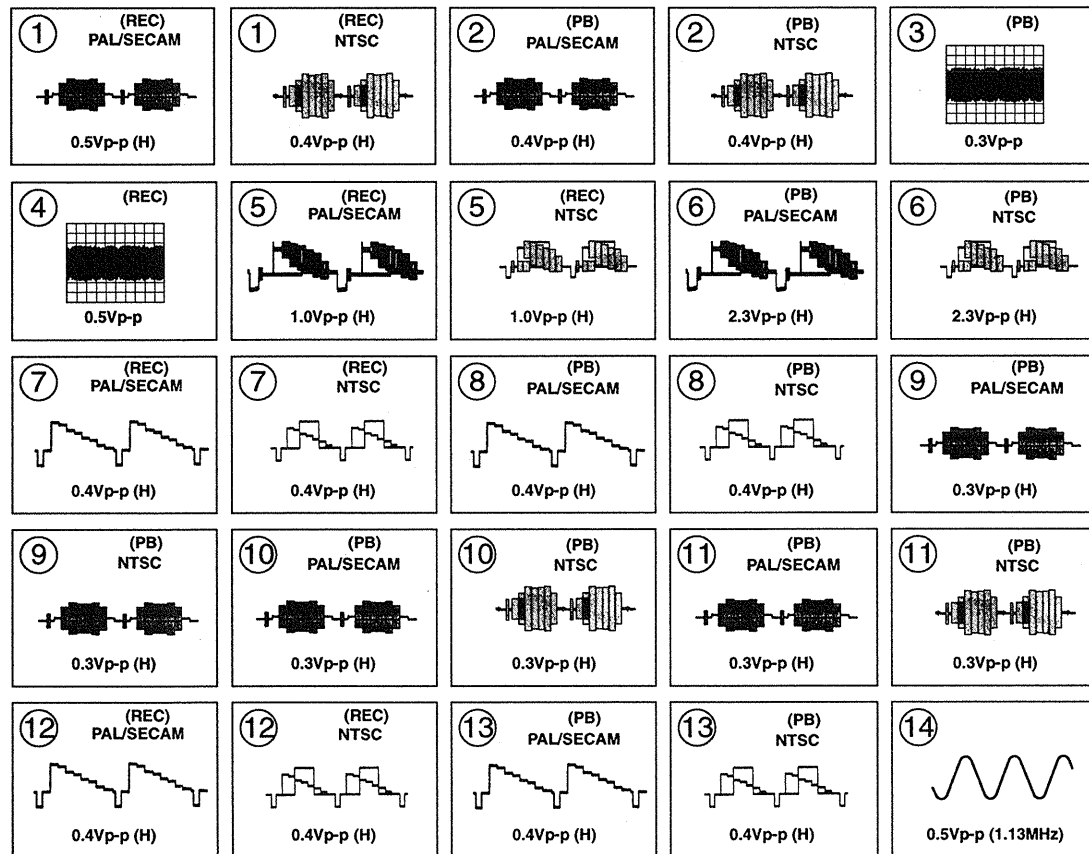 1
(REC)
PAL/SECAM
0.5Vp-p (H)
1
(REC)
NTSC
0.4Vp-p (H)
2
(PB)
PAL/SECAM
0.4Vp-p (H)
2
(PB)
NTSC
0.4Vp-p (H)
3
(PB)
0.3Vp-p
4
(REC)
0.5Vp-p
5
(REC)
PAL/SECAM
1.0Vp-p (H)
5
(REC)
NTSC
1.0Vp-p (H)
6
(PB)
PAL/SECAM
2.3Vp-p (H)
6
(PB)
NTSC
2.3Vp-p (H)
7
(REC)
PAL/SECAM
0.4Vp-p (H)
7
(REC)
NTSC
0.4Vp-p (H)
8
(PB)
PAL/SECAM
0.4Vp-p (H)
8
(PB)
NTSC
0.4Vp-p (H)
9
(PB)
PAL/SECAM
0.3Vp-p (H)
9
(PB)
NTSC
0.3Vp-p (H)
10
(PB)
PAL/SECAM
0.3Vp-p (H)
10
(PB)
NTSC
0.3Vp-p (H)
11
(PB)
PAL/SECAM
0.3Vp-p (H)
11
(PB)
NTSC
0.3Vp-p (H)
12
(REC)
PAL/SECAM
0.4Vp-p (H)
12
(REC)
NTSC
0.4Vp-p (H)
13
(PB)
PAL/SECAM
0.4Vp-p (H)
13
(PB)
NTSC
0.4Vp-p (H)
14
0.5Vp-p (1.13MHz)